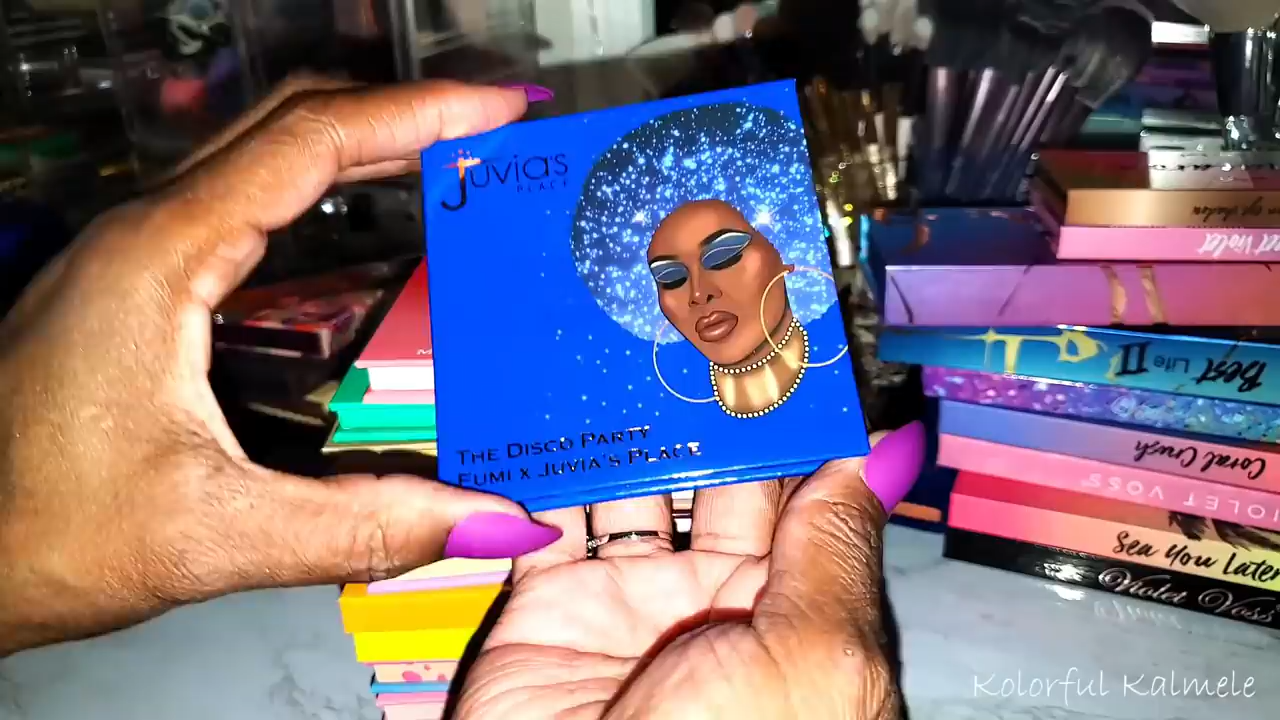 Juvia's
PLACE
THE DISCO PARTY
FUMI X JUVIA'S PLACE
Best Life II
Coral Crush
VIOLET VOSS
Sea You Later
Violet Voss
Kolorful Kalmele